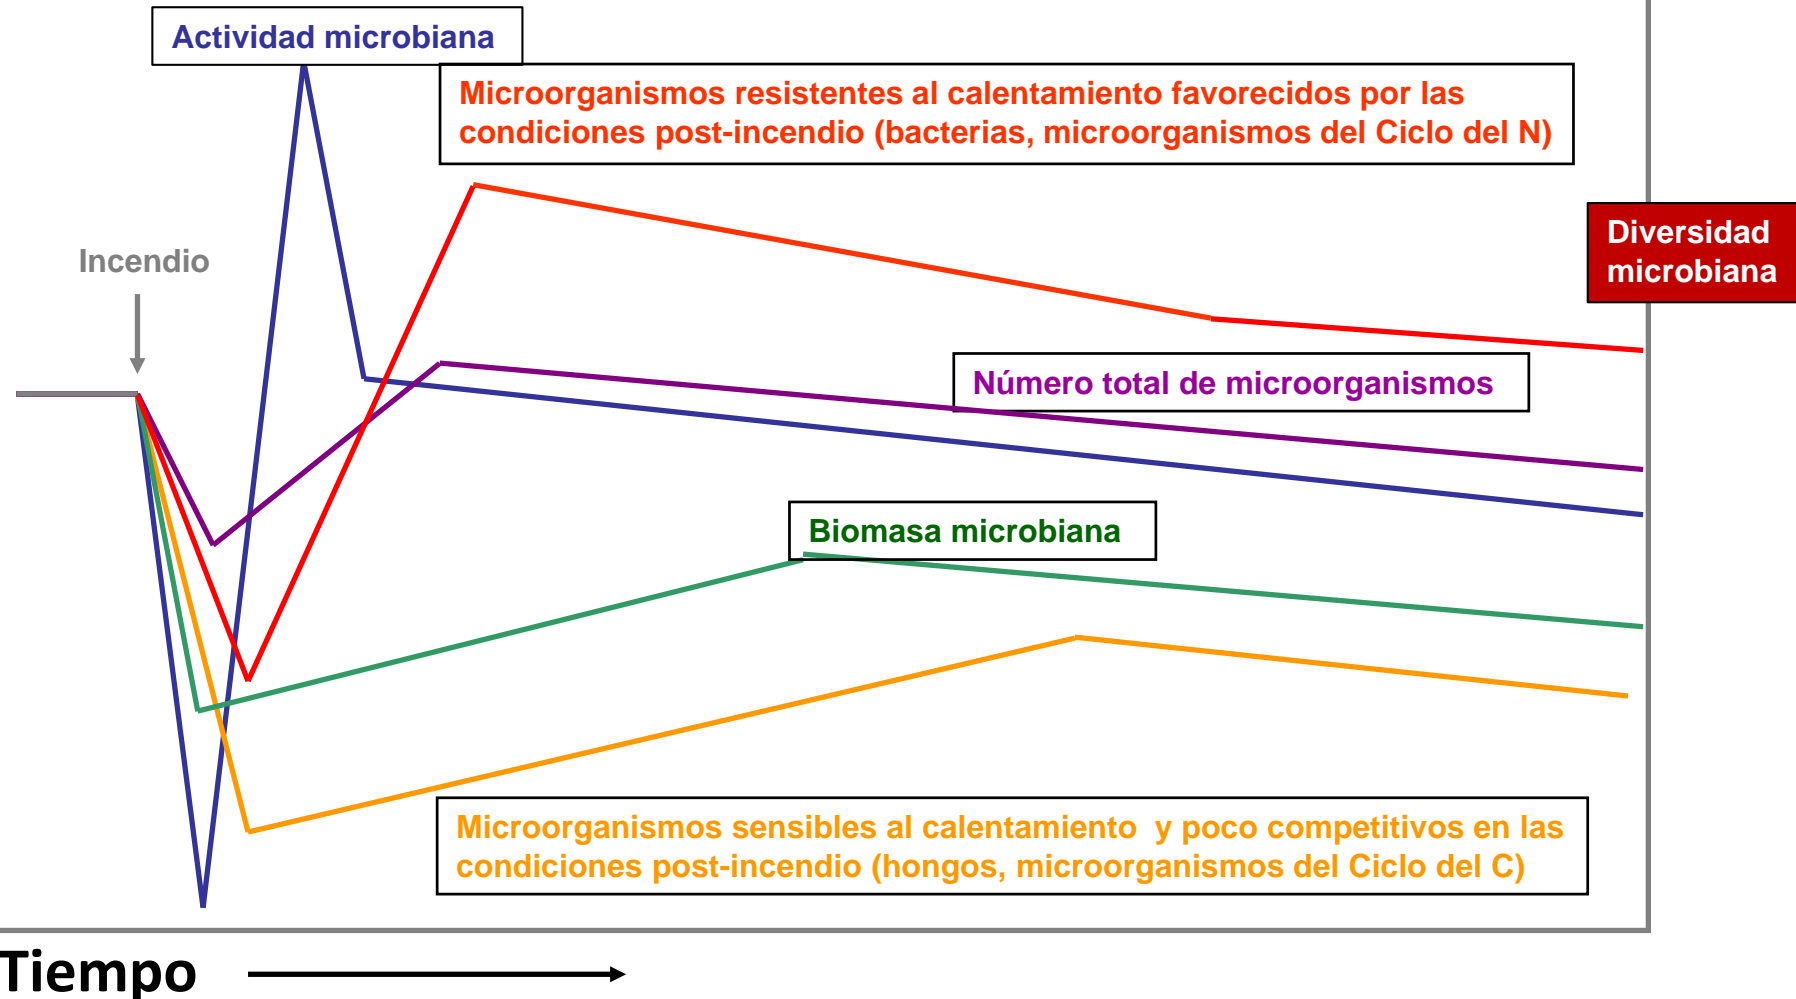 Actividad microbiana
Microorganismos resistentes al calentamiento favorecidos por las
condiciones post-incendio (bacterias, microorganismos del Ciclo del N)
Diversidad
microbiana
Incendio
Número total de microorganismos
Biomasa microbiana
Microorganismos sensibles al calentamiento  y poco competitivos en las
condiciones post-incendio (hongos, microorganismos del Ciclo del C)
Tiempo